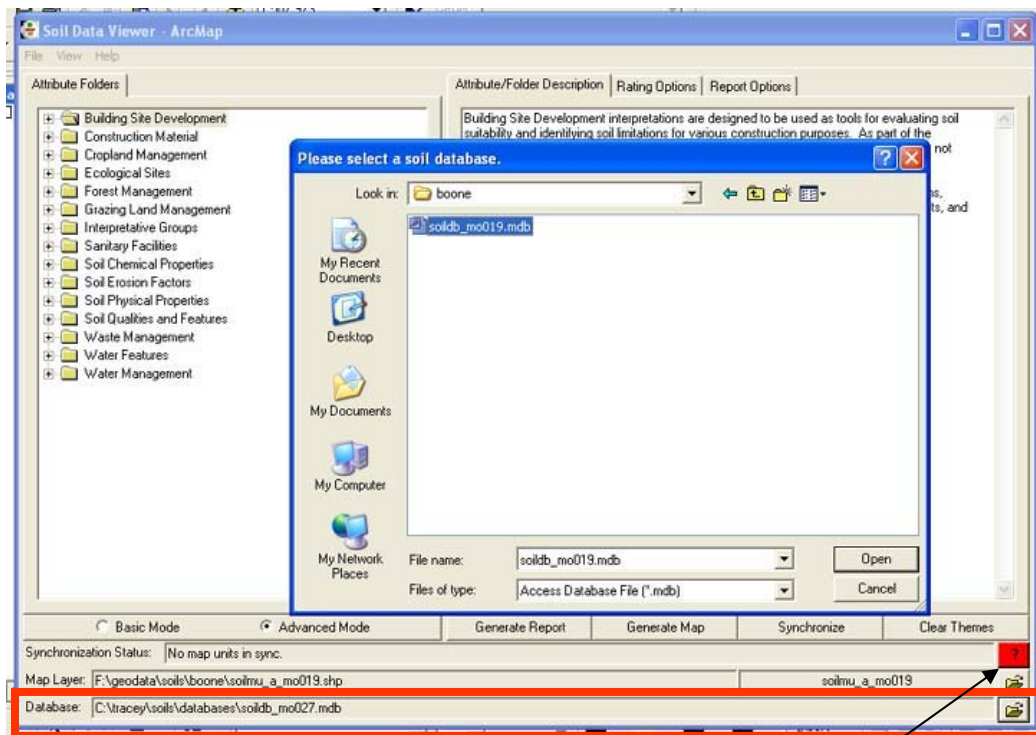 Soil Data Viewer - ArcMap
File View Help
Attribute Folders
Attribute/Folder Description Rating Options Report Options
Building Site Development
Construction Material
Cropland Management
Ecological Sites
Forest Management
Grazing Land Management
Interpretative Groups
Sanitary Facilities
Soil Chemical Properties
Soil Erosion Factors
Soil Physical Properties
Soil Qualities and Features
Waste Management
Water Features
Water Management
Building Site Development interpretations are designed to be used as tools for evaluating soil
suitability and identifying soil limitations for various construction purposes. As part of the
not
ns,
ts, and
Please select a soil database.
Look in: boone
soildb_mo019.mdb
My Recent
Documents
Desktop
My Documents
My Computer
My Network
Places
File name: soildb_mo019.mdb Open
Files of type: Access Database File (*.mdb) Cancel
Basic Mode Advanced Mode Generate Report Generate Map Synchronize Clear Themes
Synchronization Status: No map units in sync. ?
Map Layer: F:\geodata\soils\boone\soilmu_a_mo019.shp soilmu_a_mo019
Database: C:\tracey\soils\databases\soildb_mo027.mdb